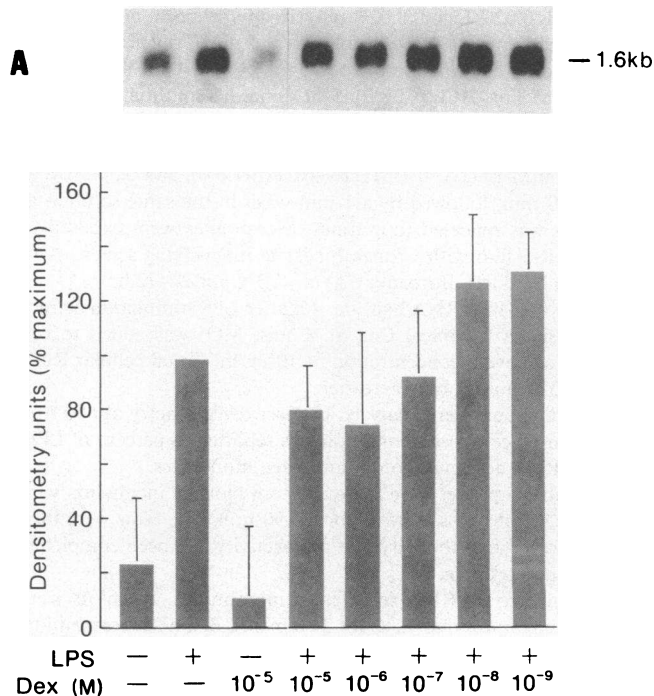 A
— 1.6kb
160
120
80
40
0
Densitometry units (% maximum)
LPS — + — + + + + +
Dex (M) — — 10⁻⁵ 10⁻⁵ 10⁻⁶ 10⁻⁷ 10⁻⁸ 10⁻⁹